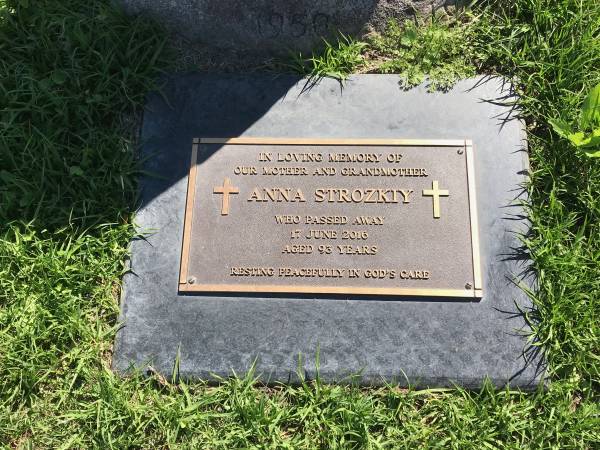 1959
IN LOVING MEMORY OF
OUR MOTHER AND GRANDMOTHER
ANNA STROZKIY
WHO PASSED AWAY
17 JUNE 2016
AGED 93 YEARS
RESTING PEACEFULLY IN GOD'S CARE